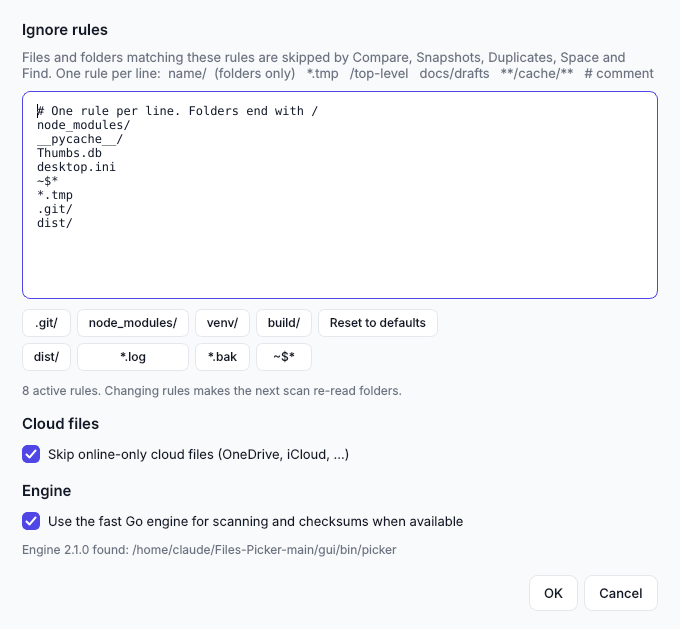 Ignore rules
Files and folders matching these rules are skipped by Compare, Snapshots, Duplicates, Space and
Find. One rule per line:  name/  (folders only)   *.tmp   /top-level   docs/drafts   **/cache/**   # comment
# One rule per line. Folders end with /
node_modules/
__pycache__/
Thumbs.db
desktop.ini
~$*
*.tmp
.git/
dist/
.git/ node_modules/ venv/ build/ Reset to defaults
dist/ *.log *.bak ~$*
8 active rules. Changing rules makes the next scan re-read folders.
Cloud files
Skip online-only cloud files (OneDrive, iCloud, ...)
Engine
Use the fast Go engine for scanning and checksums when available
Engine 2.1.0 found: /home/claude/Files-Picker-main/gui/bin/picker
OK Cancel